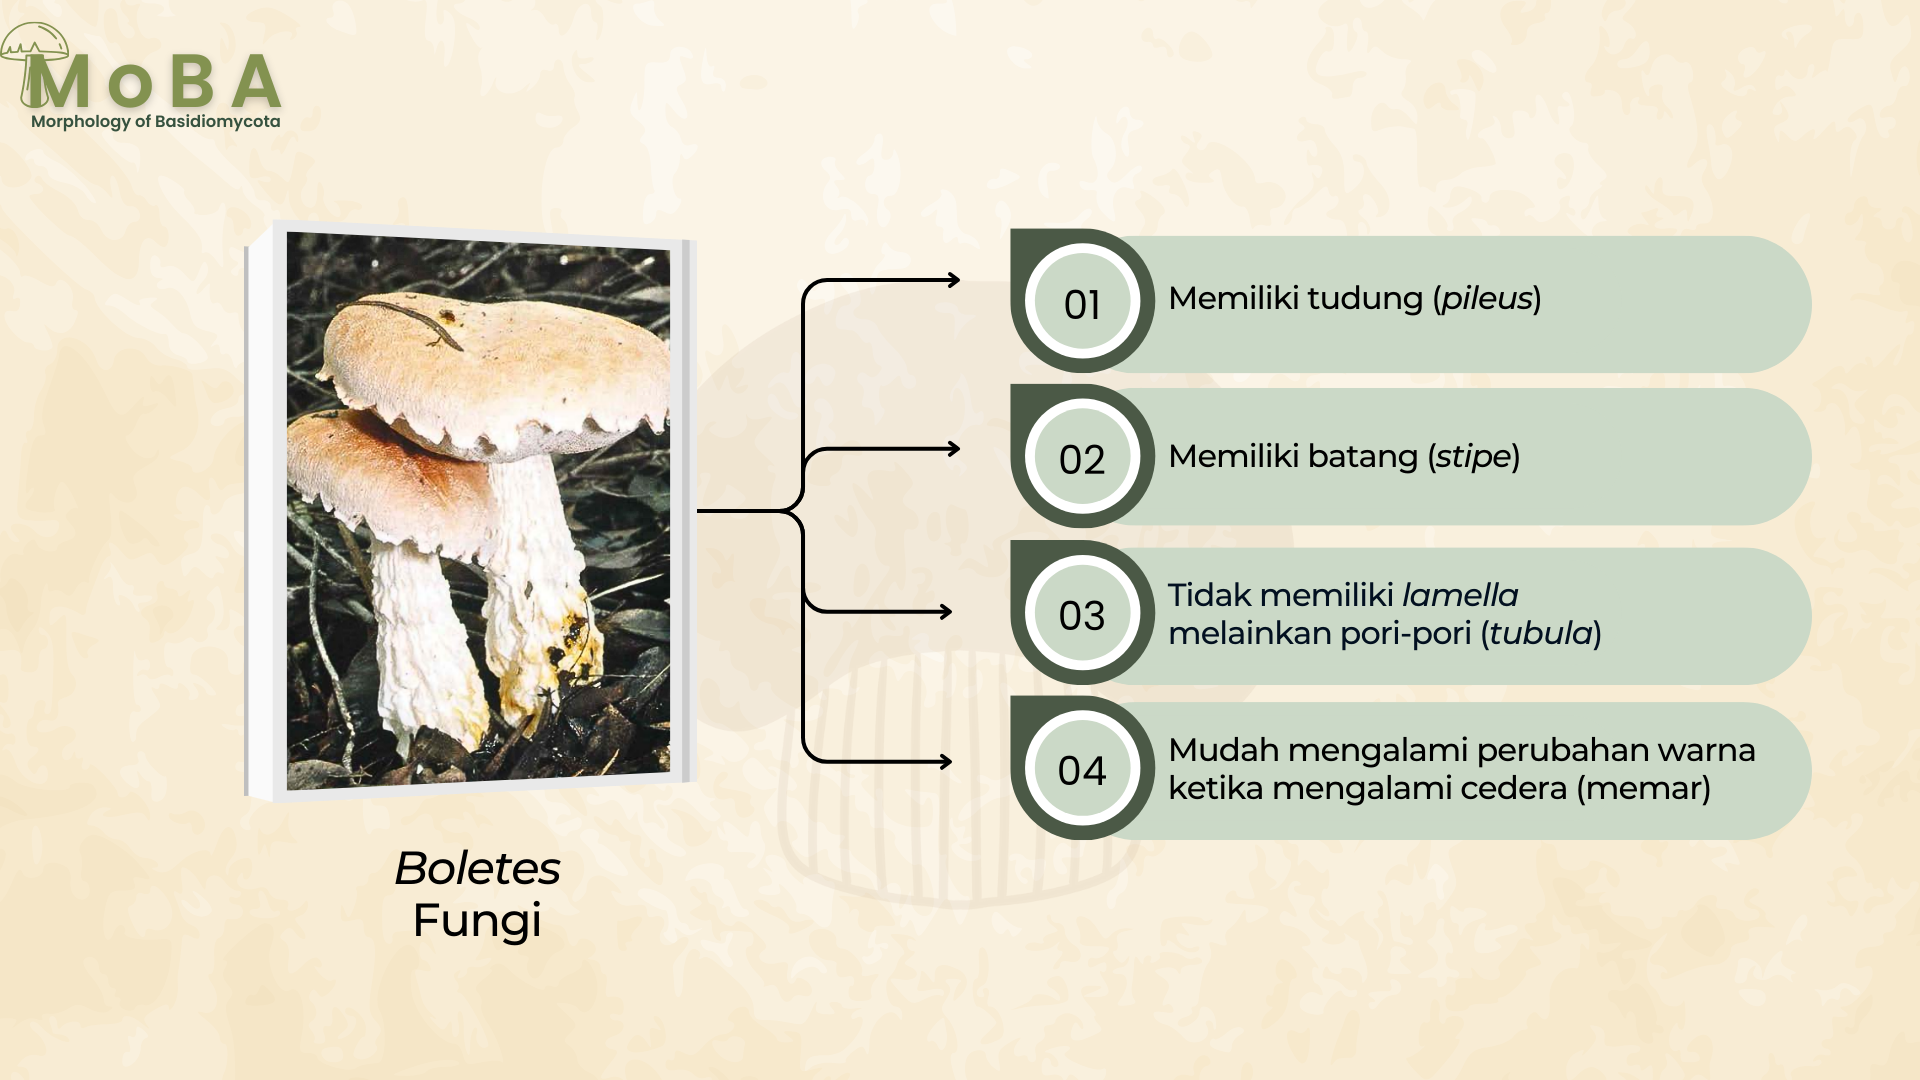 MoBA
Morphology of Basidiomycota
01
Memiliki tudung (pileus)
02
Memiliki batang (stipe)
03
Tidak memiliki lamella
melainkan pori-pori (tubula)
04
Mudah mengalami perubahan warna
ketika mengalami cedera (memar)
Boletes
Fungi